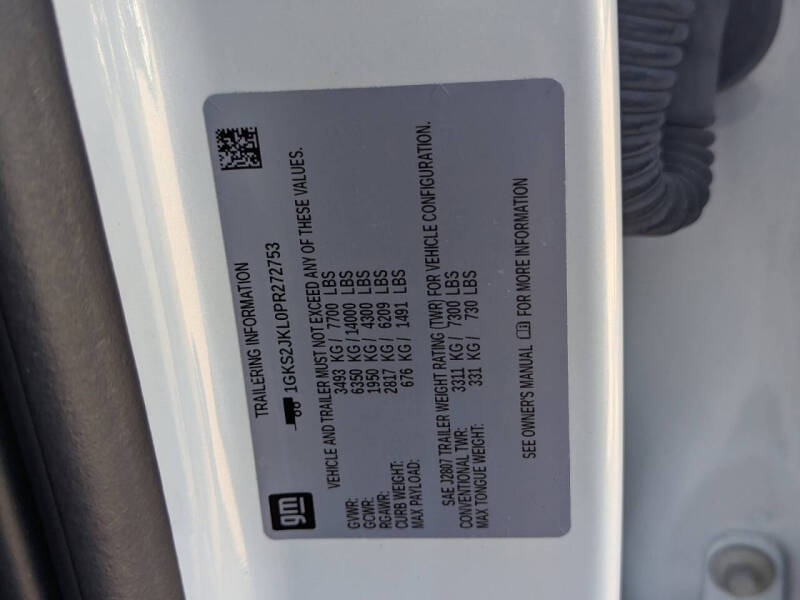 gm
TRAILERING INFORMATION
1GKS2JKL0PR272753
VEHICLE AND TRAILER MUST NOT EXCEED ANY OF THESE VALUES.
GVWR: 3493 KG / 7700 LBS
GCWR: 6350 KG / 14000 LBS
RGAWR: 1950 KG / 4300 LBS
CURB WEIGHT: 2817 KG / 6209 LBS
MAX PAYLOAD: 676 KG / 1491 LBS
SAE J2807 TRAILER WEIGHT RATING (TWR) FOR VEHICLE CONFIGURATION.
CONVENTIONAL TWR: 3311 KG / 7300 LBS
MAX TONGUE WEIGHT: 331 KG / 730 LBS
SEE OWNER'S MANUAL FOR MORE INFORMATION